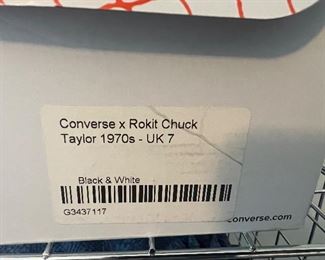 Converse x Rokit Chuck
Taylor 1970s - UK 7
Black & White
G3437117
converse.com